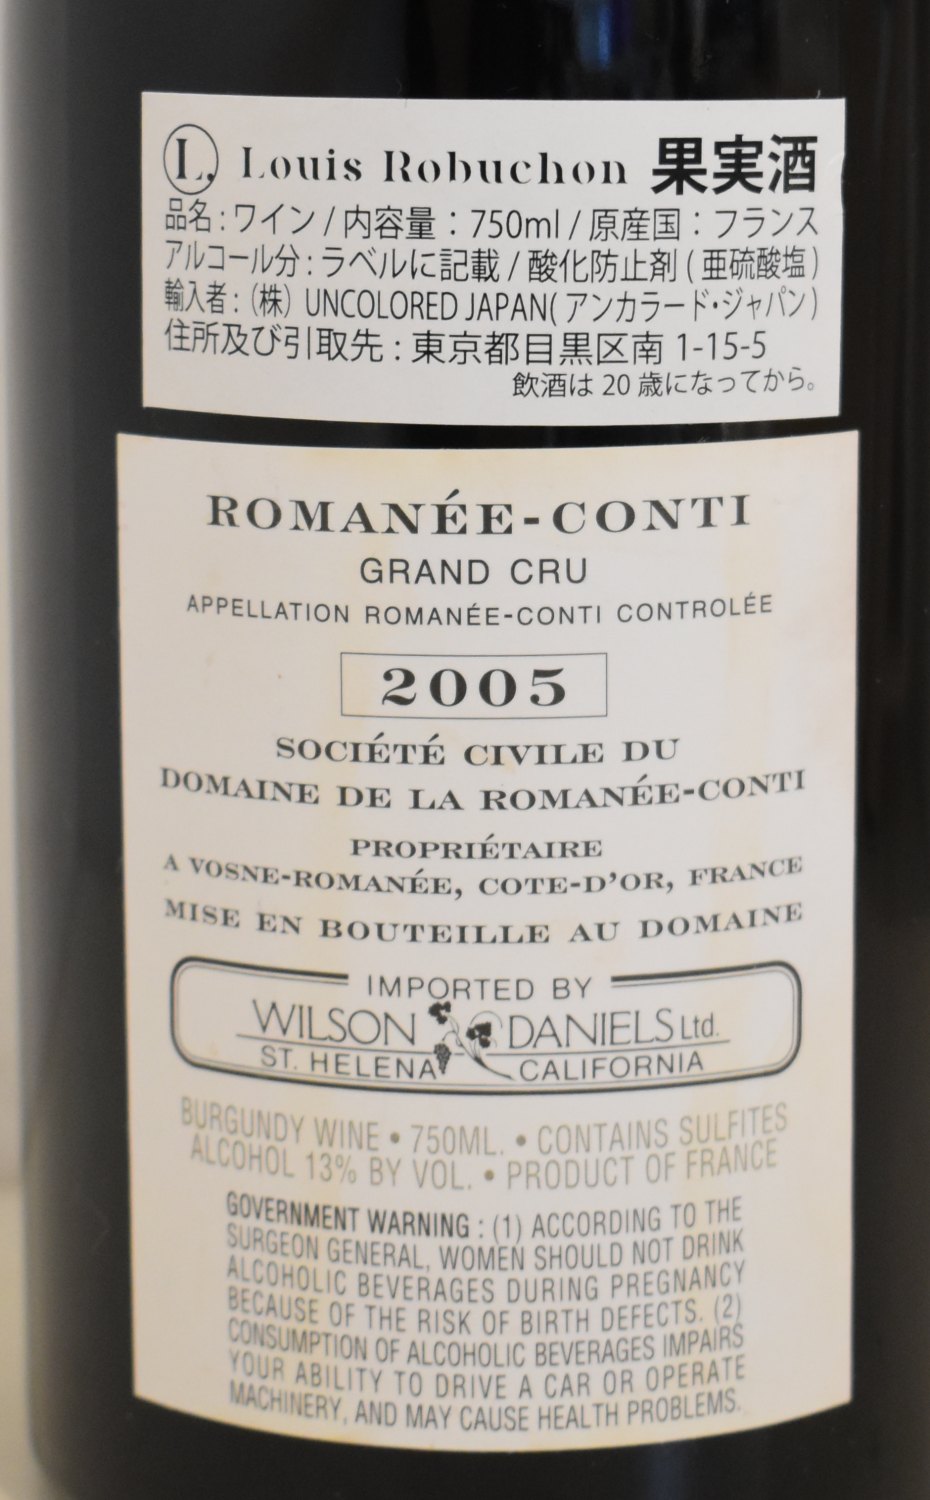 L. Louis Robuchon 果実酒
品名 : ワイン / 内容量：750ml / 原産国：フランス
アルコール分 : ラベルに記載 / 酸化防止剤 ( 亜硫酸塩 )
輸入者 :（株）UNCOLORED JAPAN( アンカラード・ジャパン )
住所及び引取先 : 東京都目黒区南 1-15-5
飲酒は 20 歳になってから。
ROMANÉE-CONTI
GRAND CRU
APPELLATION ROMANÉE-CONTI CONTROLÉE
2005
SOCIÉTÉ CIVILE DU
DOMAINE DE LA ROMANÉE-CONTI
PROPRIÉTAIRE
A VOSNE-ROMANÉE, COTE-D'OR, FRANCE
MISE EN BOUTEILLE AU DOMAINE
IMPORTED BY
WILSON DANIELS Ltd.
ST. HELENA CALIFORNIA
BURGUNDY WINE • 750ML. • CONTAINS SULFITES
ALCOHOL 13% BY VOL. • PRODUCT OF FRANCE
GOVERNMENT WARNING : (1) ACCORDING TO THE
SURGEON GENERAL, WOMEN SHOULD NOT DRINK
ALCOHOLIC BEVERAGES DURING PREGNANCY
BECAUSE OF THE RISK OF BIRTH DEFECTS. (2)
CONSUMPTION OF ALCOHOLIC BEVERAGES IMPAIRS
YOUR ABILITY TO DRIVE A CAR OR OPERATE
MACHINERY, AND MAY CAUSE HEALTH PROBLEMS.